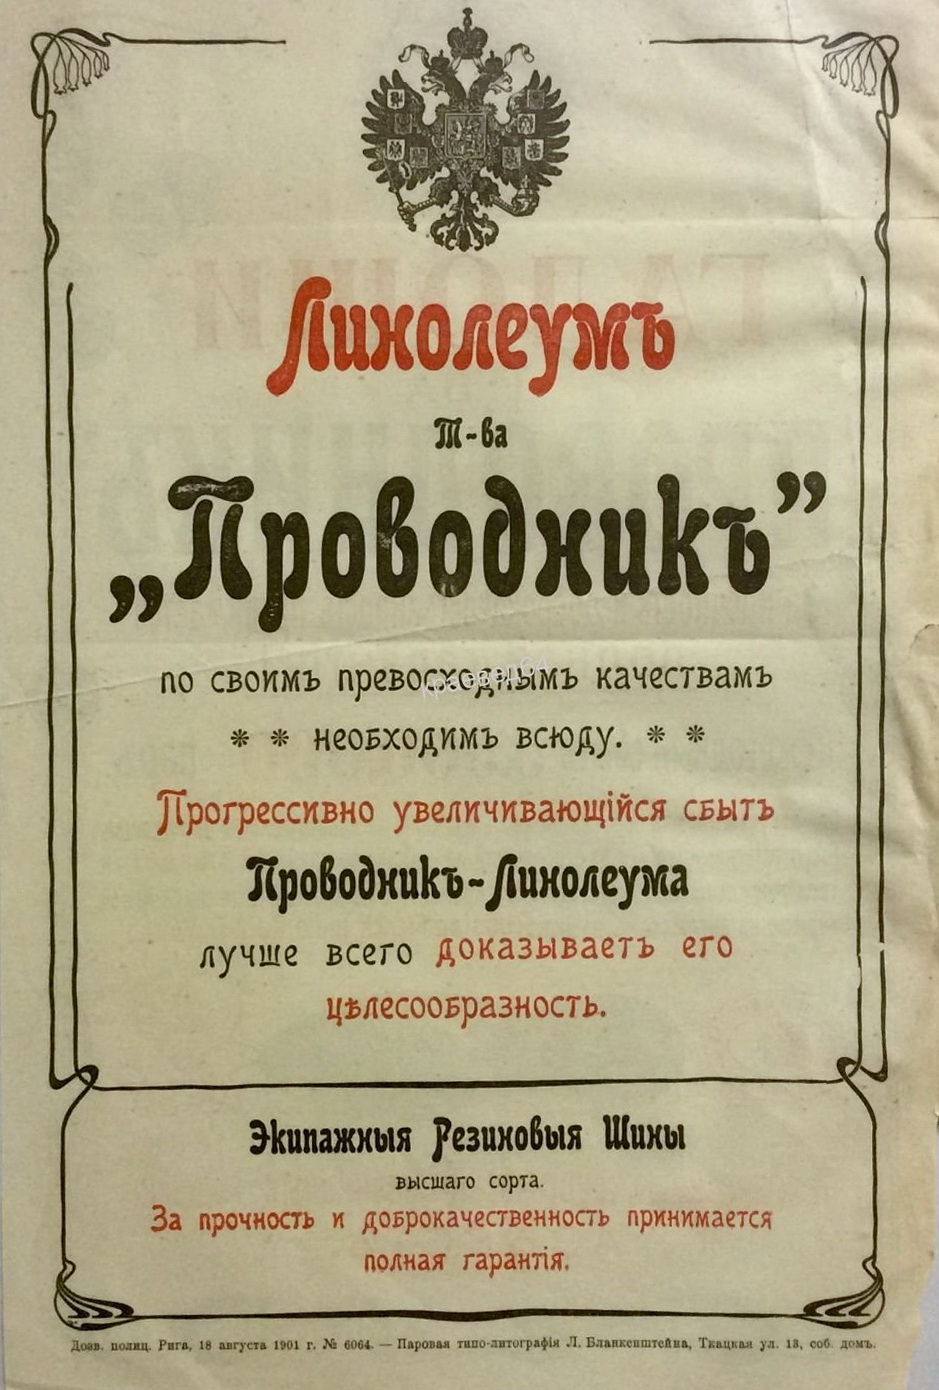 Линолеумъ
Т-ва
„Проводникъ”
по своимъ превосходнымъ качествамъ
* * необходимъ всюду. * *
Прогрессивно увеличивающійся сбытъ
Проводникъ-Линолеума
лучше всего доказываетъ его
цѣлесообразность.
Экипажныя Резиновыя Шины
высшаго сорта.
За прочность и доброкачественность принимается
полная гарантія.
Дозв. полиц. Рига, 18 августа 1901 г. № 6064. — Паровая типо-литографія Л. Бланкенштейна, Ткацкая ул. 13, соб. домъ.